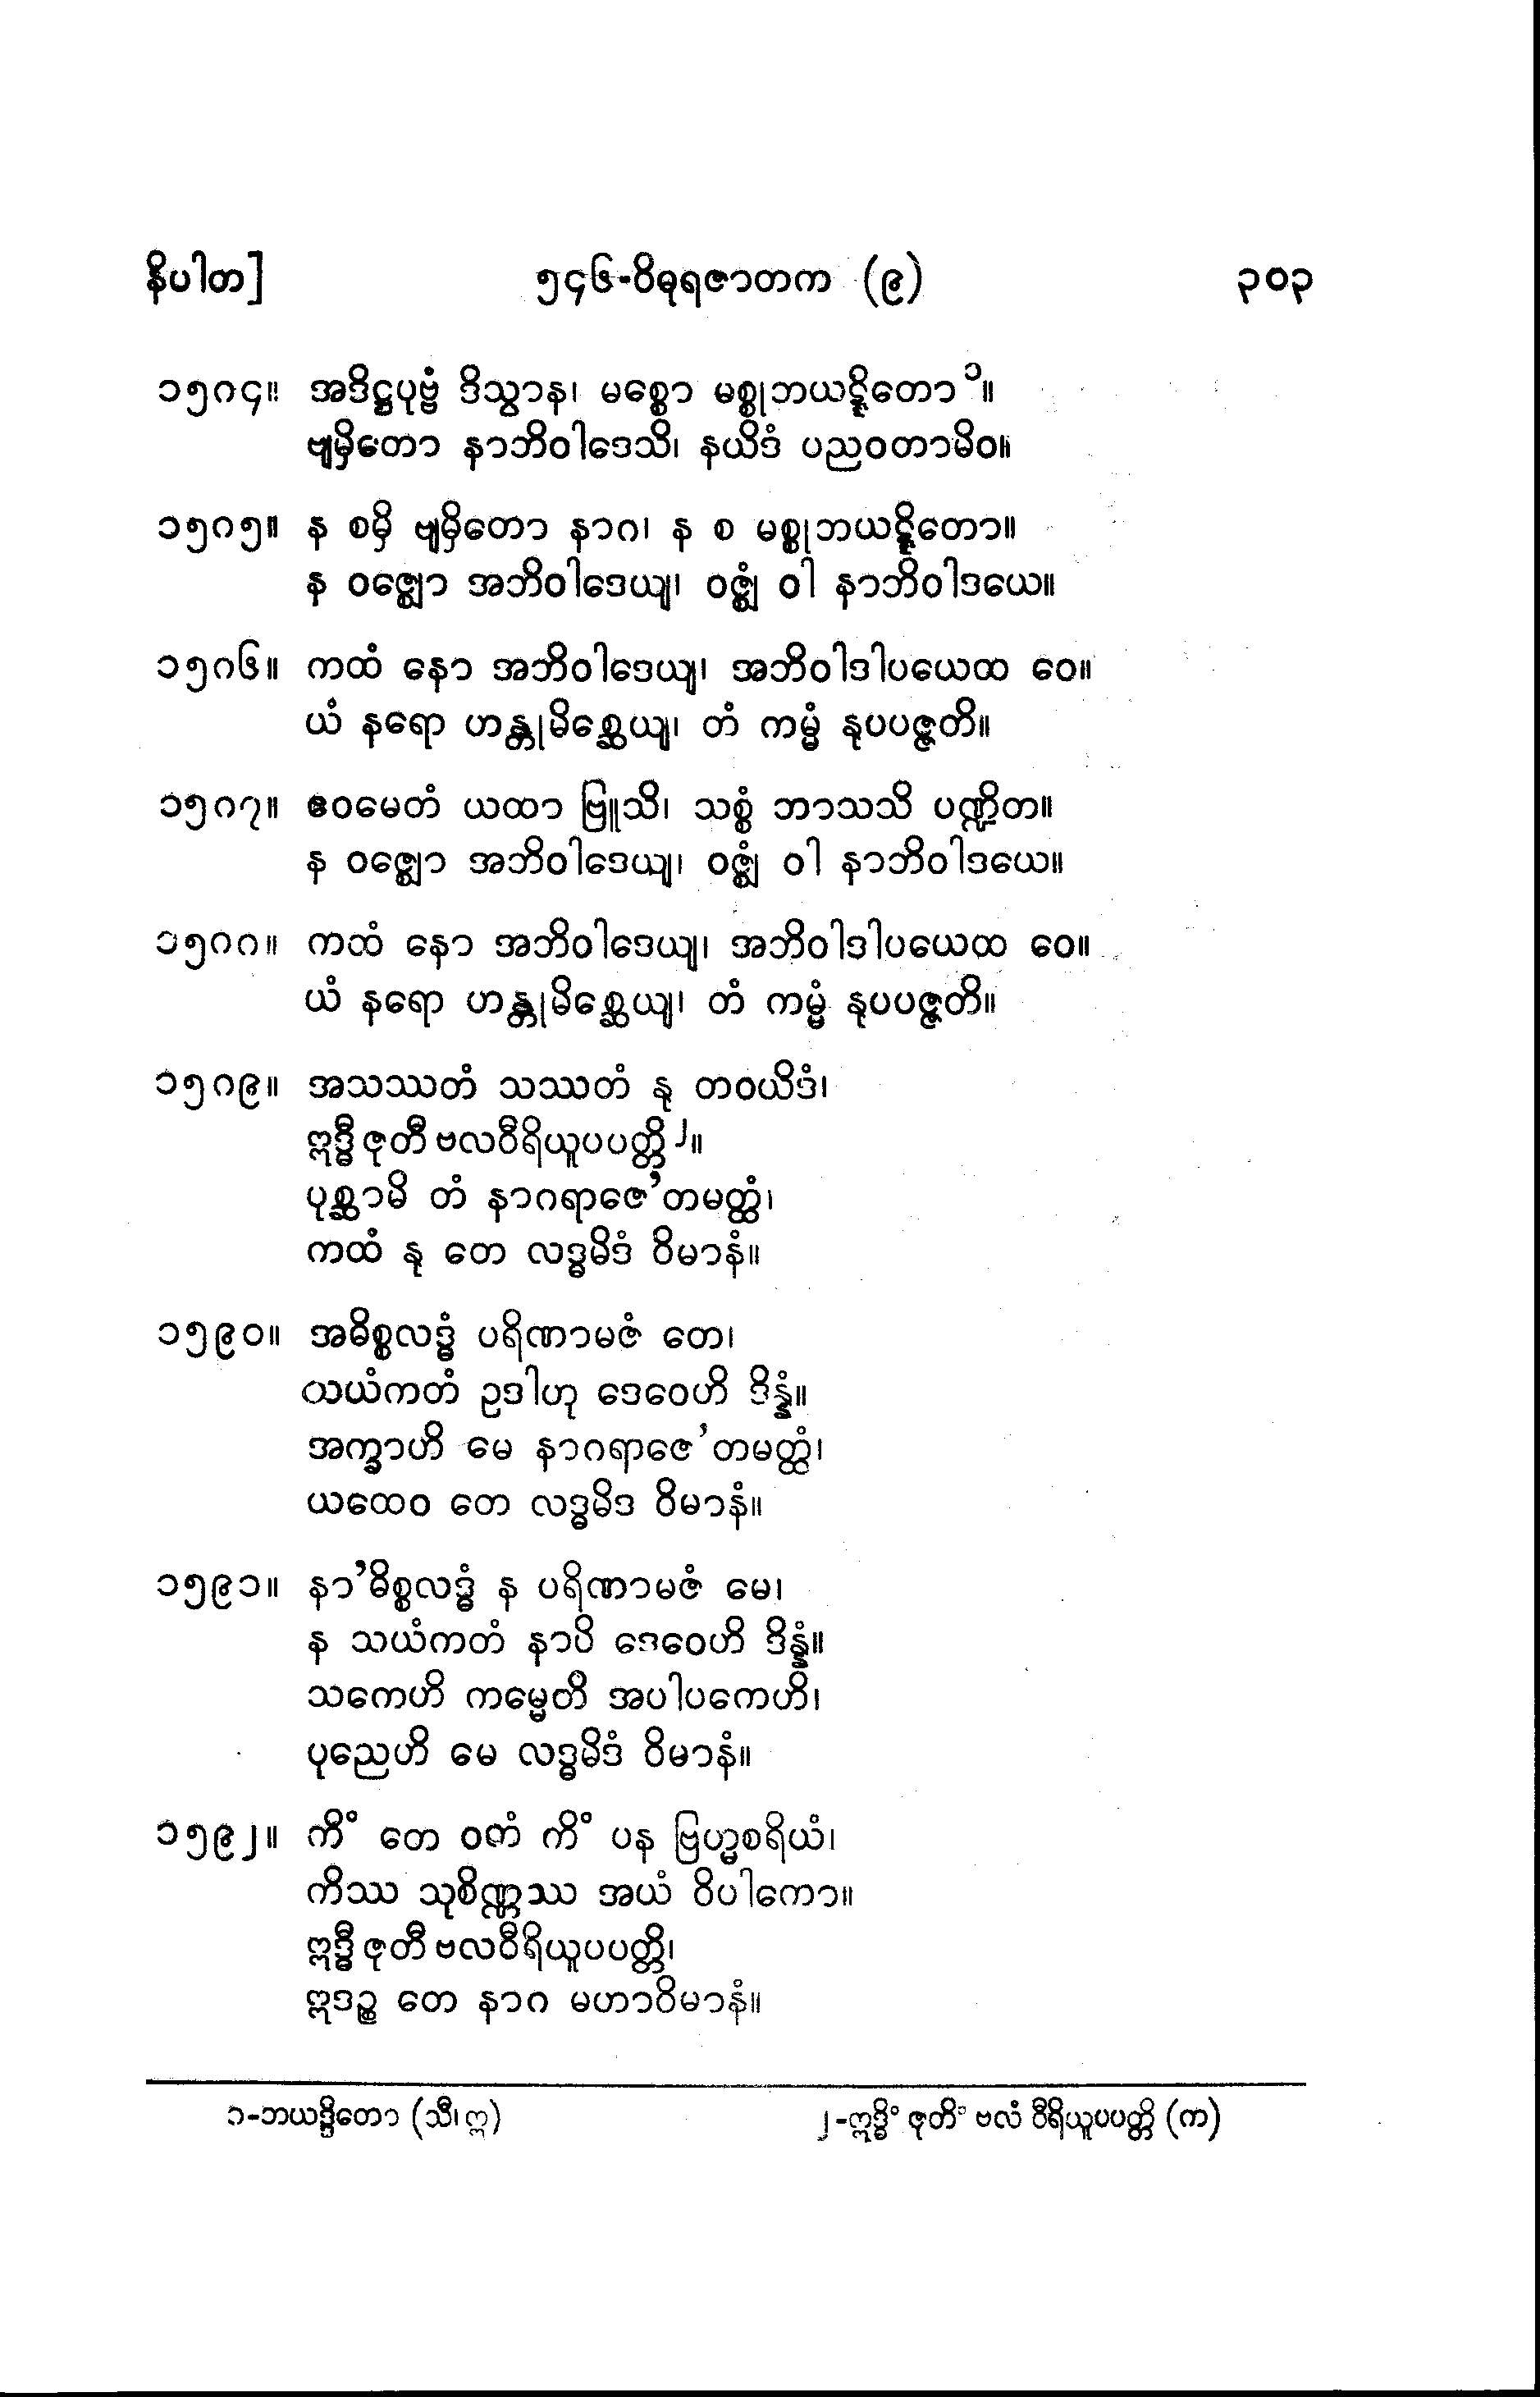 နိပါတ]
၅၄၆-ဝိဓုရဇာတက (၉)
၃၀၃
၁၅၈၄။ အဒိဋ္ဌပုဗ္ဗံ ဒိသွာန၊ မစ္စော မစ္စုဘယဋ္ဋိတော၁။
ဗျမှိတော နာဘိဝါဒေသိ၊ နယိဒံ ပညဝတာမိဝ။
၁၅၈၅။ န စမှိ ဗျမှိတော နာဂ၊ န စ မစ္စုဘယဋ္ဋိတော။
န ဝဇ္ဈော အဘိဝါဒေယျ၊ ဝဇ္ဈံ ဝါ နာဘိဝါဒယေ။
၁၅၈၆။ ကထံ နော အဘိဝါဒေယျ၊ အဘိဝါဒါပယေထ ဝေ။
ယံ နရော ဟန္တုမိစ္ဆေယျ၊ တံ ကမ္မံ နုပပဇ္ဇတိ။
၁၅၈၇။ ဧဝမေတံ ယထာ ဗြူသိ၊ သစ္စံ ဘာသသိ ပဏ္ဍိတ။
န ဝဇ္ဈော အဘိဝါဒေယျ၊ ဝဇ္ဈံ ဝါ နာဘိဝါဒယေ။
၁၅၈၈။ ကထံ နော အဘိဝါဒေယျ၊ အဘိဝါဒါပယေထ ဝေ။
ယံ နရော ဟန္တုမိစ္ဆေယျ၊ တံ ကမ္မံ နုပပဇ္ဇတိ။
၁၅၈၉။ အသဿတံ သဿတံ နု တဝယိဒံ၊
ဣဒ္ဓီ ဇုတီ ဗလဝီရိယူပပတ္တိ၂။
ပုစ္ဆာမိ တံ နာဂရာဇေ’တမတ္ထံ၊
ကထံ နု တေ လဒ္ဓမိဒံ ဝိမာနံ။
၁၅၉၀။ အဓိစ္စလဒ္ဓံ ပရိဏာမဇံ တေ၊
သယံကတံ ဥဒါဟု ဒေဝေဟိ ဒိန္နံ။
အက္ခာဟိ မေ နာဂရာဇေ’တမတ္ထံ၊
ယထေဝ တေ လဒ္ဓမိဒ ဝိမာနံ။
၁၅၉၁။ နာ’ဓိစ္စလဒ္ဓံ န ပရိဏာမဇံ မေ၊
န သယံကတံ နာပိ ဒေဝေဟိ ဒိန္နံ။
သကေဟိ ကမ္မေတိ အပါပကေဟိ၊
ပုညေဟိ မေ လဒ္ဓမိဒံ ဝိမာနံ။
၁၅၉၂။ ကိံ တေ ဝတံ ကိံ ပန ဗြဟ္မစရိယံ၊
ကိဿ သုစိဏ္ဏဿ အယံ ဝိပါကော။
ဣဒ္ဓီ ဇုတီ ဗလဝီရိယူပပတ္တိ၊
ဣဒဉ္စ တေ နာဂ မဟာဝိမာနံ။
၁-ဘယဒ္ဒိတော (သီ၊ ဣ)
၂-ဣဒ္ဓိံ ဇုတိံ ဗလံ ဝီရိယူပပတ္တိ (က)